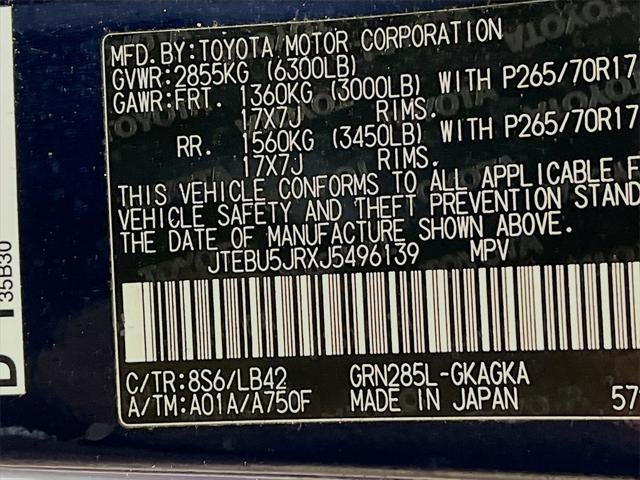 MFD.BY:TOYOTA MOTOR CORPORATION
GVWR:2855KG (6300LB)
GAWR:FRT. 1360KG (3000LB) WITH P265/70R17
17X7J RIMS.
RR. 1560KG (3450LB) WITH P265/70R17
17X7J RIMS.
THIS VEHICLE CONFORMS TO ALL APPLICABLE F
VEHICLE SAFETY AND THEFT PREVENTION STAND
THE DATE OF MANUFACTURE SHOWN ABOVE.
JTEBU5JRXJ5496139 MPV
C/TR:8S6/LB42 GRN285L-GKAGKA
A/TM:A01A/A750F MADE IN JAPAN 57
35B30